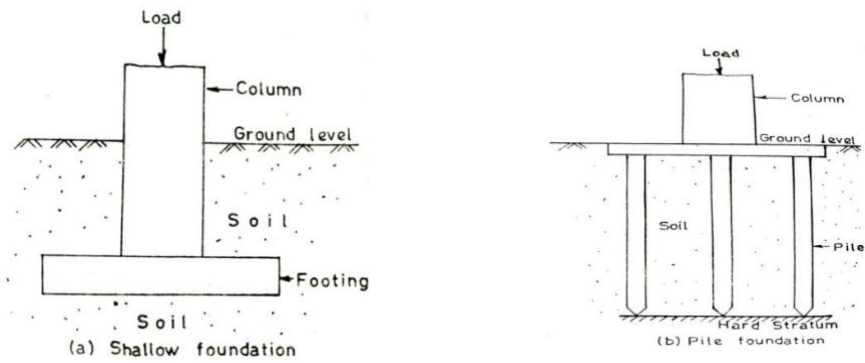 Load
Column
Ground level
Soil
Footing
Soil
(a) Shallow foundation
Load
Column
Ground level
Soil
Pile
Hard Stratum
(b) Pile foundation